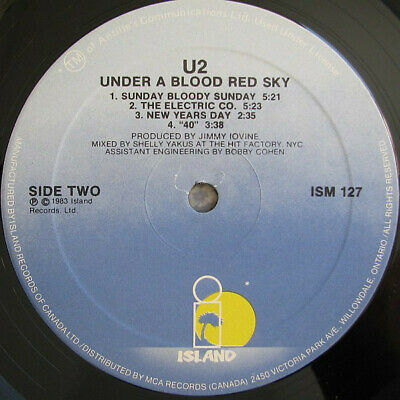 TM of Antilles Communications Ltd. Used Under License.
U2
UNDER A BLOOD RED SKY
1. SUNDAY BLOODY SUNDAY 5:21
2. THE ELECTRIC CO. 5:23
3. NEW YEARS DAY 2:35
4. "40" 3:38
PRODUCED BY JIMMY IOVINE
MIXED BY SHELLY YAKUS AT THE HIT FACTORY, NYC.
ASSISTANT ENGINEERING BY BOBBY COHEN
SIDE TWO
ISM 127
Ⓟ © 1983 Island
Records. Ltd.
i
ISLAND
MANUFACTURED BY ISLAND RECORDS OF CANADA LTD./DISTRIBUTED BY MCA RECORDS (CANADA) 2450 VICTORIA PARK AVE., WILLOWDALE, ONTARIO/